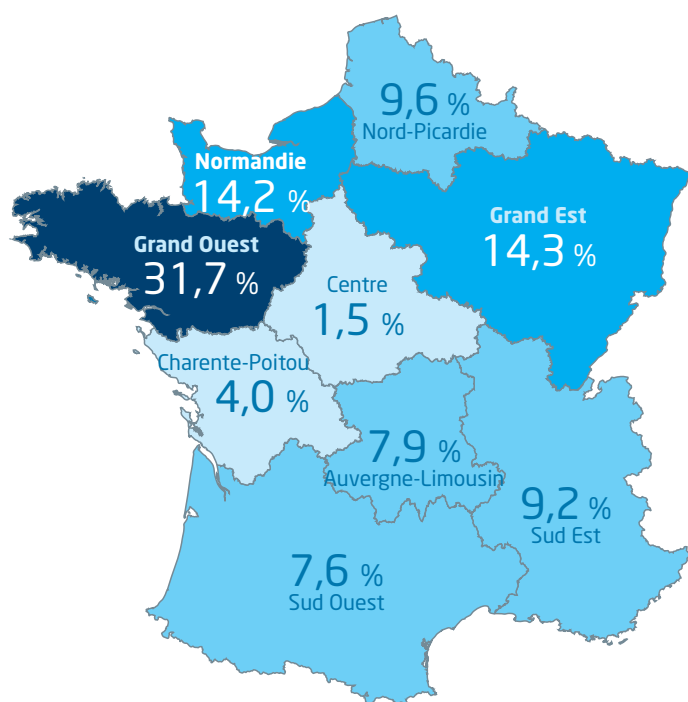 9,6 %
Nord-Picardie
Normandie
14,2 %
Grand Est
14,3 %
Grand Ouest
31,7 %
Centre
1,5 %
Charente-Poitou
4,0 %
7,9 %
Auvergne-Limousin
9,2 %
Sud Est
7,6 %
Sud Ouest